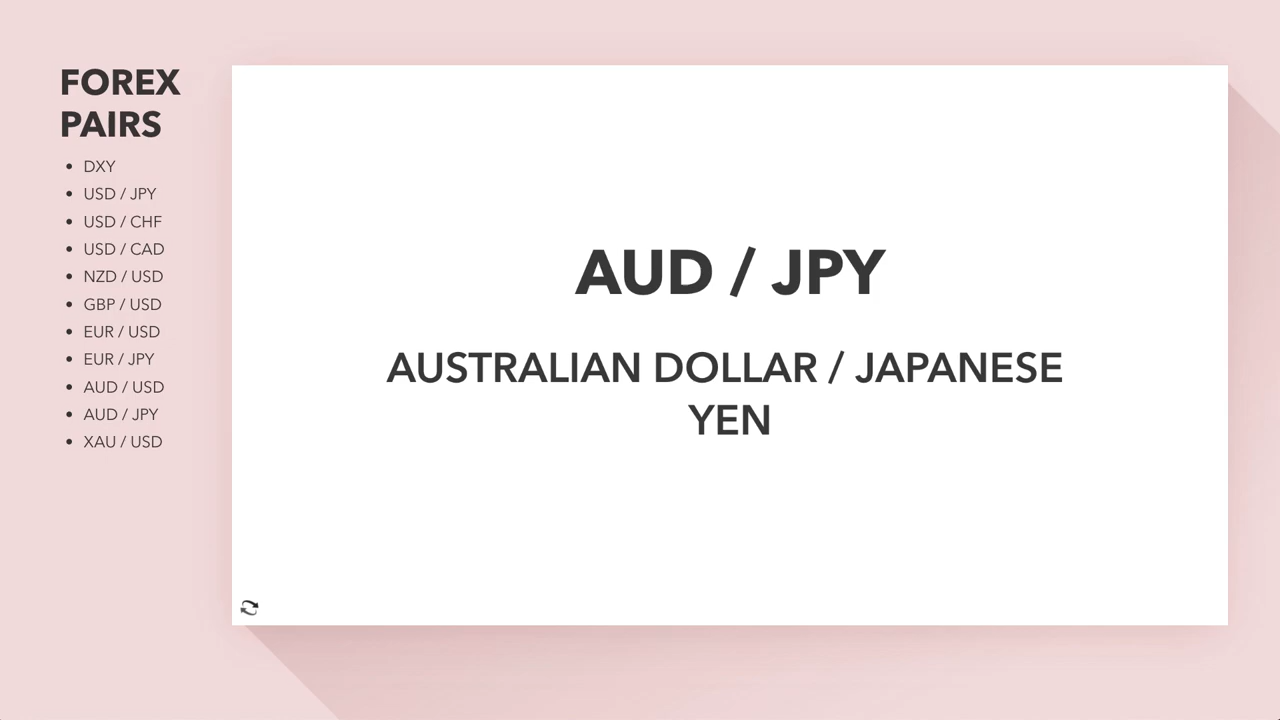 FOREX
PAIRS
• DXY
• USD / JPY
• USD / CHF
• USD / CAD
• NZD / USD
• GBP / USD
• EUR / USD
• EUR / JPY
• AUD / USD
• AUD / JPY
• XAU / USD
AUD / JPY
AUSTRALIAN DOLLAR / JAPANESE
YEN